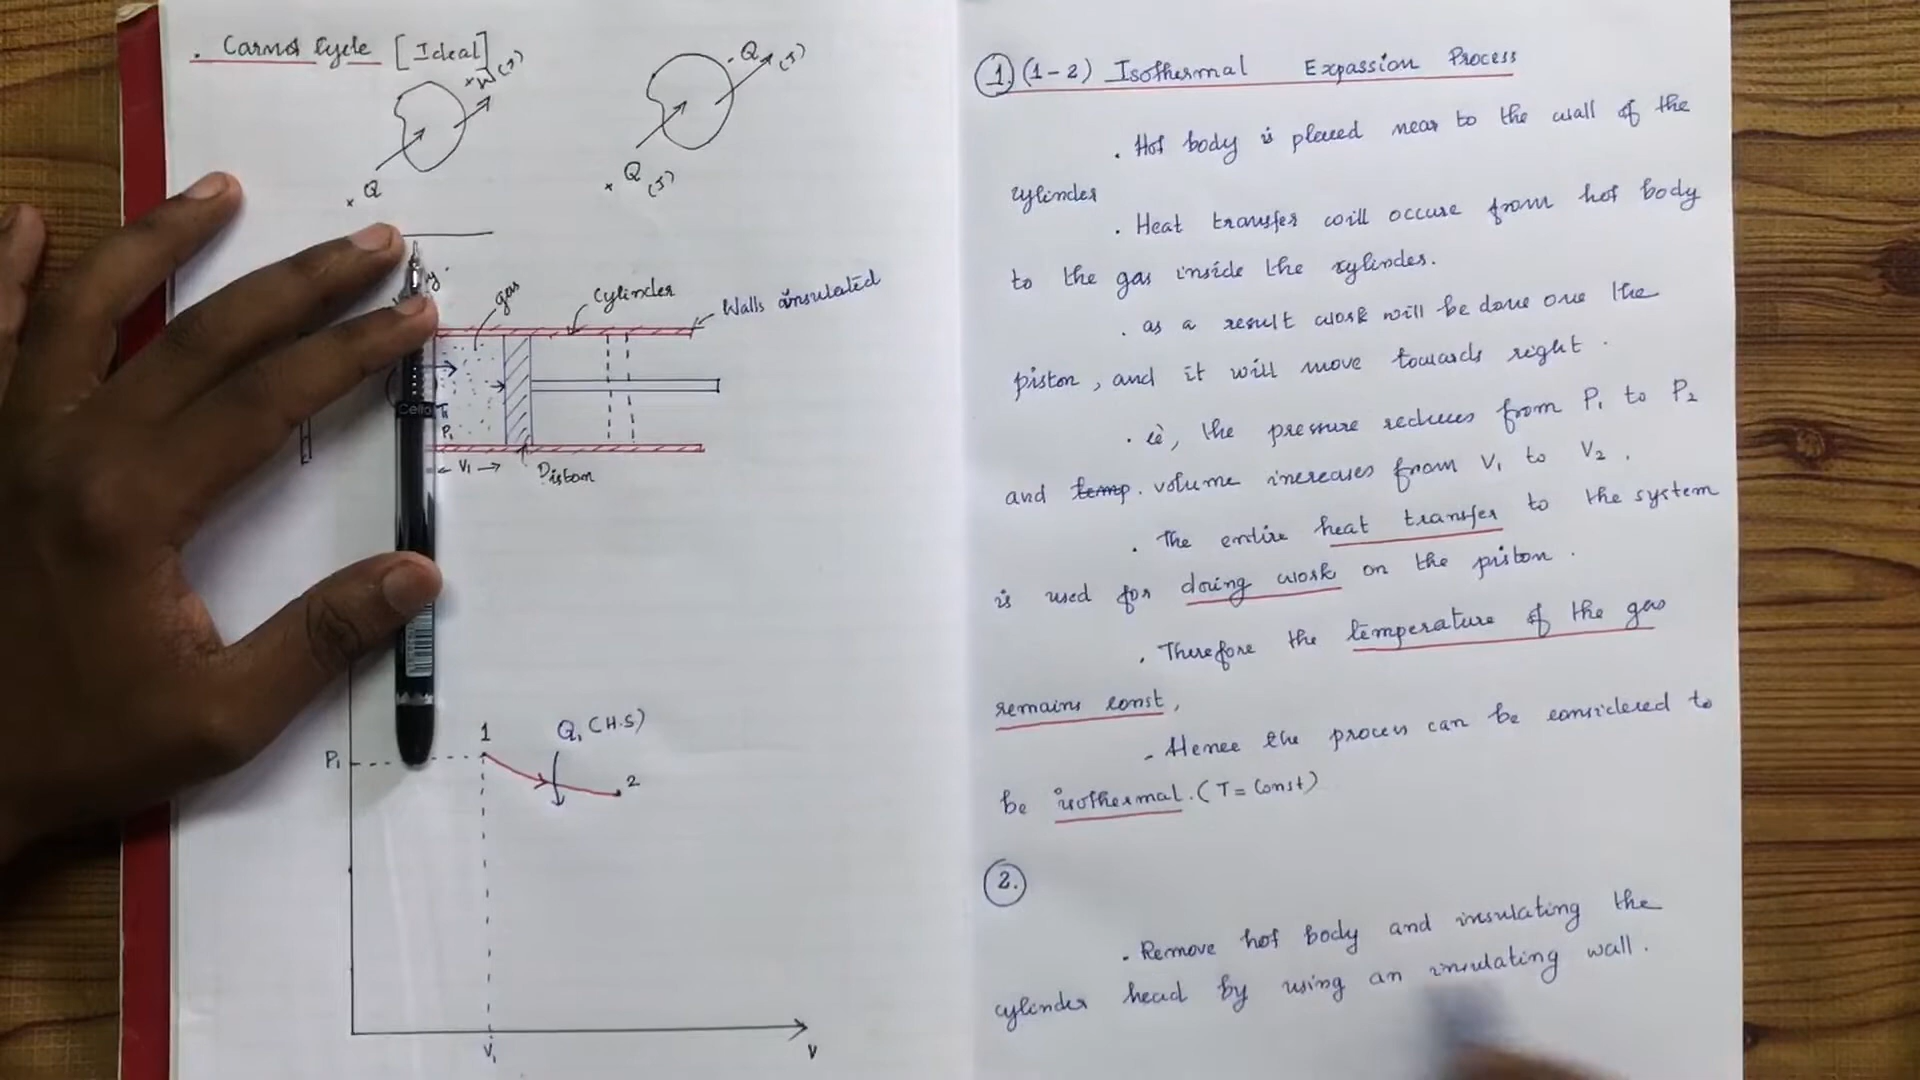 . Carnot Cycle [Ideal]
W (J)
Q
- Q (J)
Q (J)
gas
cylinder
Walls insulated
Cello
P₁
V₁
Piston
1
Q₁ (H.S)
P₁
2
V₁
V
1. (1-2) Isothermal Expassion Process
. Hot body is placed near to the wall of the
cylinder
. Heat transfer will occure from hot body
to the gas inside the cylinder.
. as a result work will be done one the
piston, and it will move towards right.
. ie, the pressure reduces from P₁ to P₂
and temp. volume increases from V₁ to V₂.
. The entire heat transfer to the system
is used for doing work on the piston.
. Therefore the temperature of the gas
remains const,
- Hence the process can be considered to
be isothermal. (T = Const)
2.
. Remove hot body and insulating the
cylinder head by using an insulating wall.